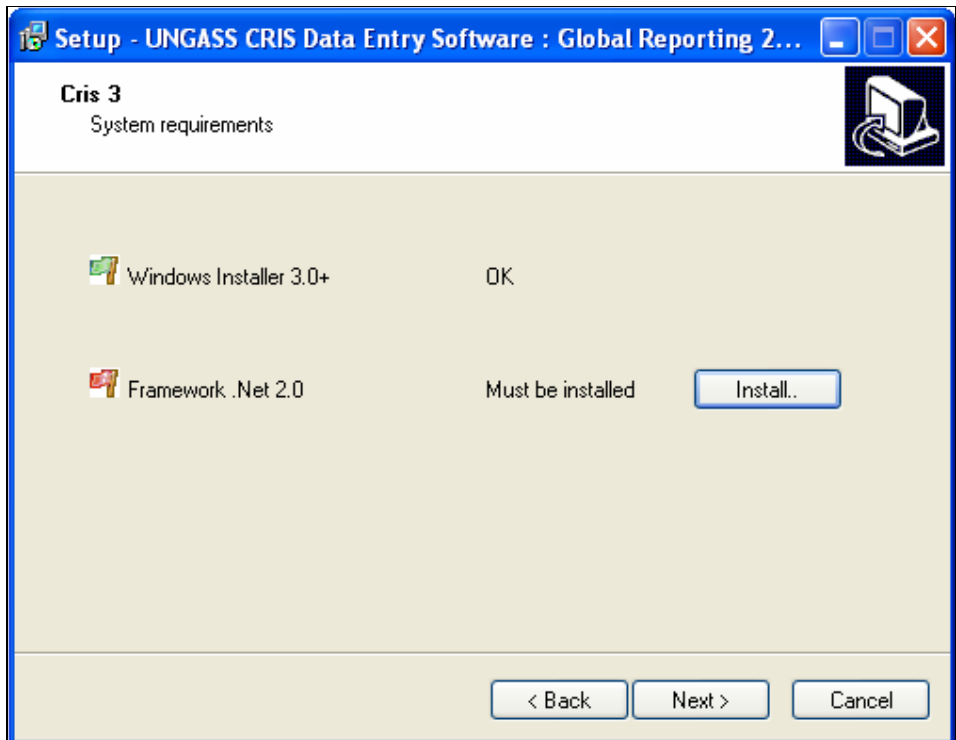 Setup - UNGASS CRIS Data Entry Software : Global Reporting 2...
Cris 3
System requirements
Windows Installer 3.0+ OK
Framework .Net 2.0 Must be installed Install..
< Back Next > Cancel